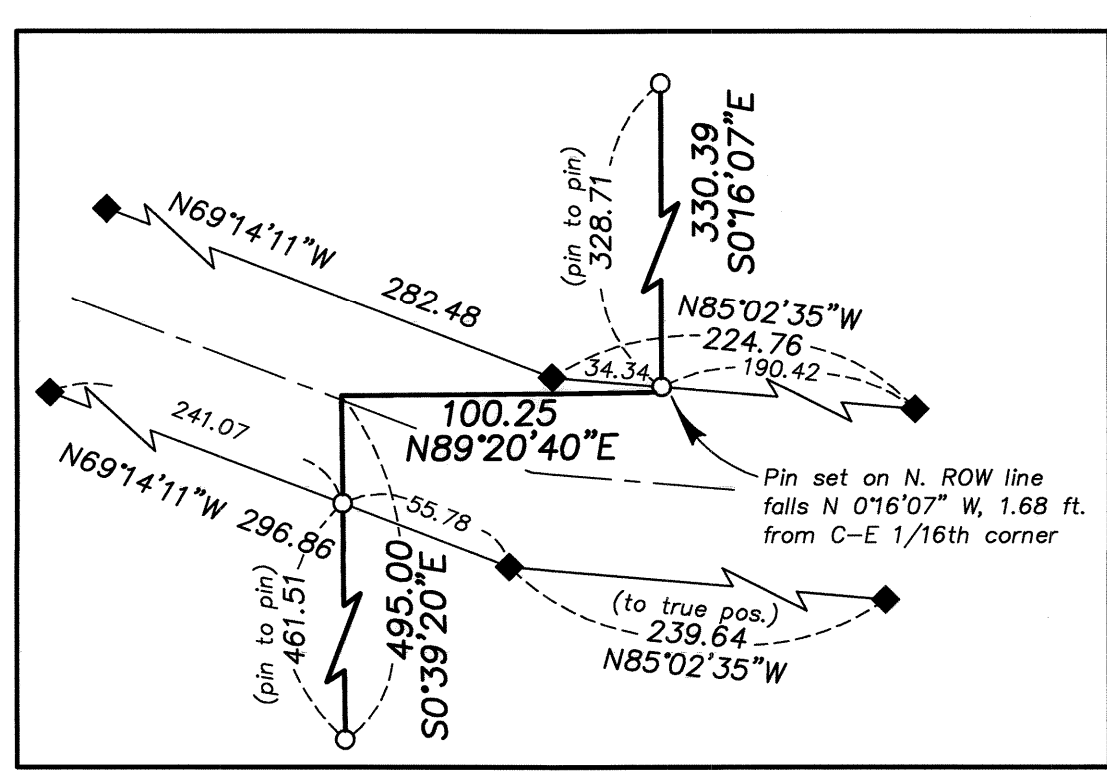 (pin to pin)
328.71
330.39
S0°16'07"E
N69°14'11"W
282.48
N85°02'35"W
224.76
34.34
190.42
100.25
N89°20'40"E
241.07
N69°14'11"W 296.86
55.78
Pin set on N. ROW line
falls N 0°16'07" W, 1.68 ft.
from C-E 1/16th corner
(pin to pin)
461.51
495.00
S0°39'20"E
(to true pos.)
239.64
N85°02'35"W